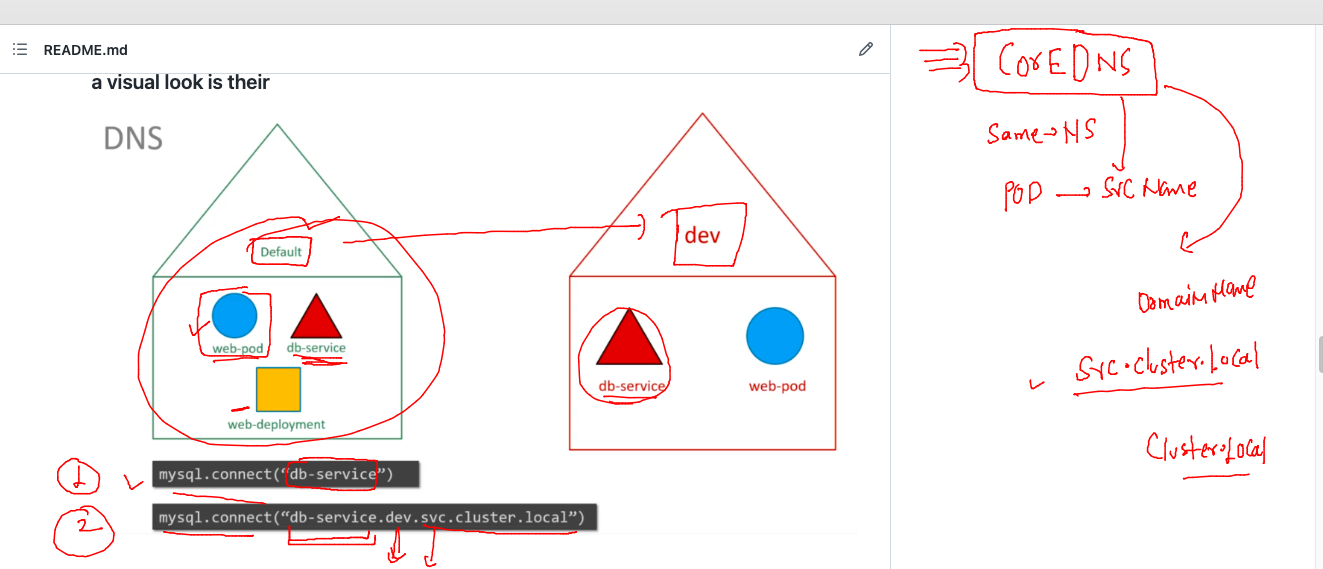 README.md
a visual look is their
DNS
Default
web-pod
db-service
web-deployment
dev
db-service
web-pod
1
mysql.connect(“db-service”)
2
mysql.connect(“db-service.dev.svc.cluster.local”)
CorEDNS
Same→NS
POD → Svc Name
DomainName
Svc.Cluster.Local
Cluster.Local